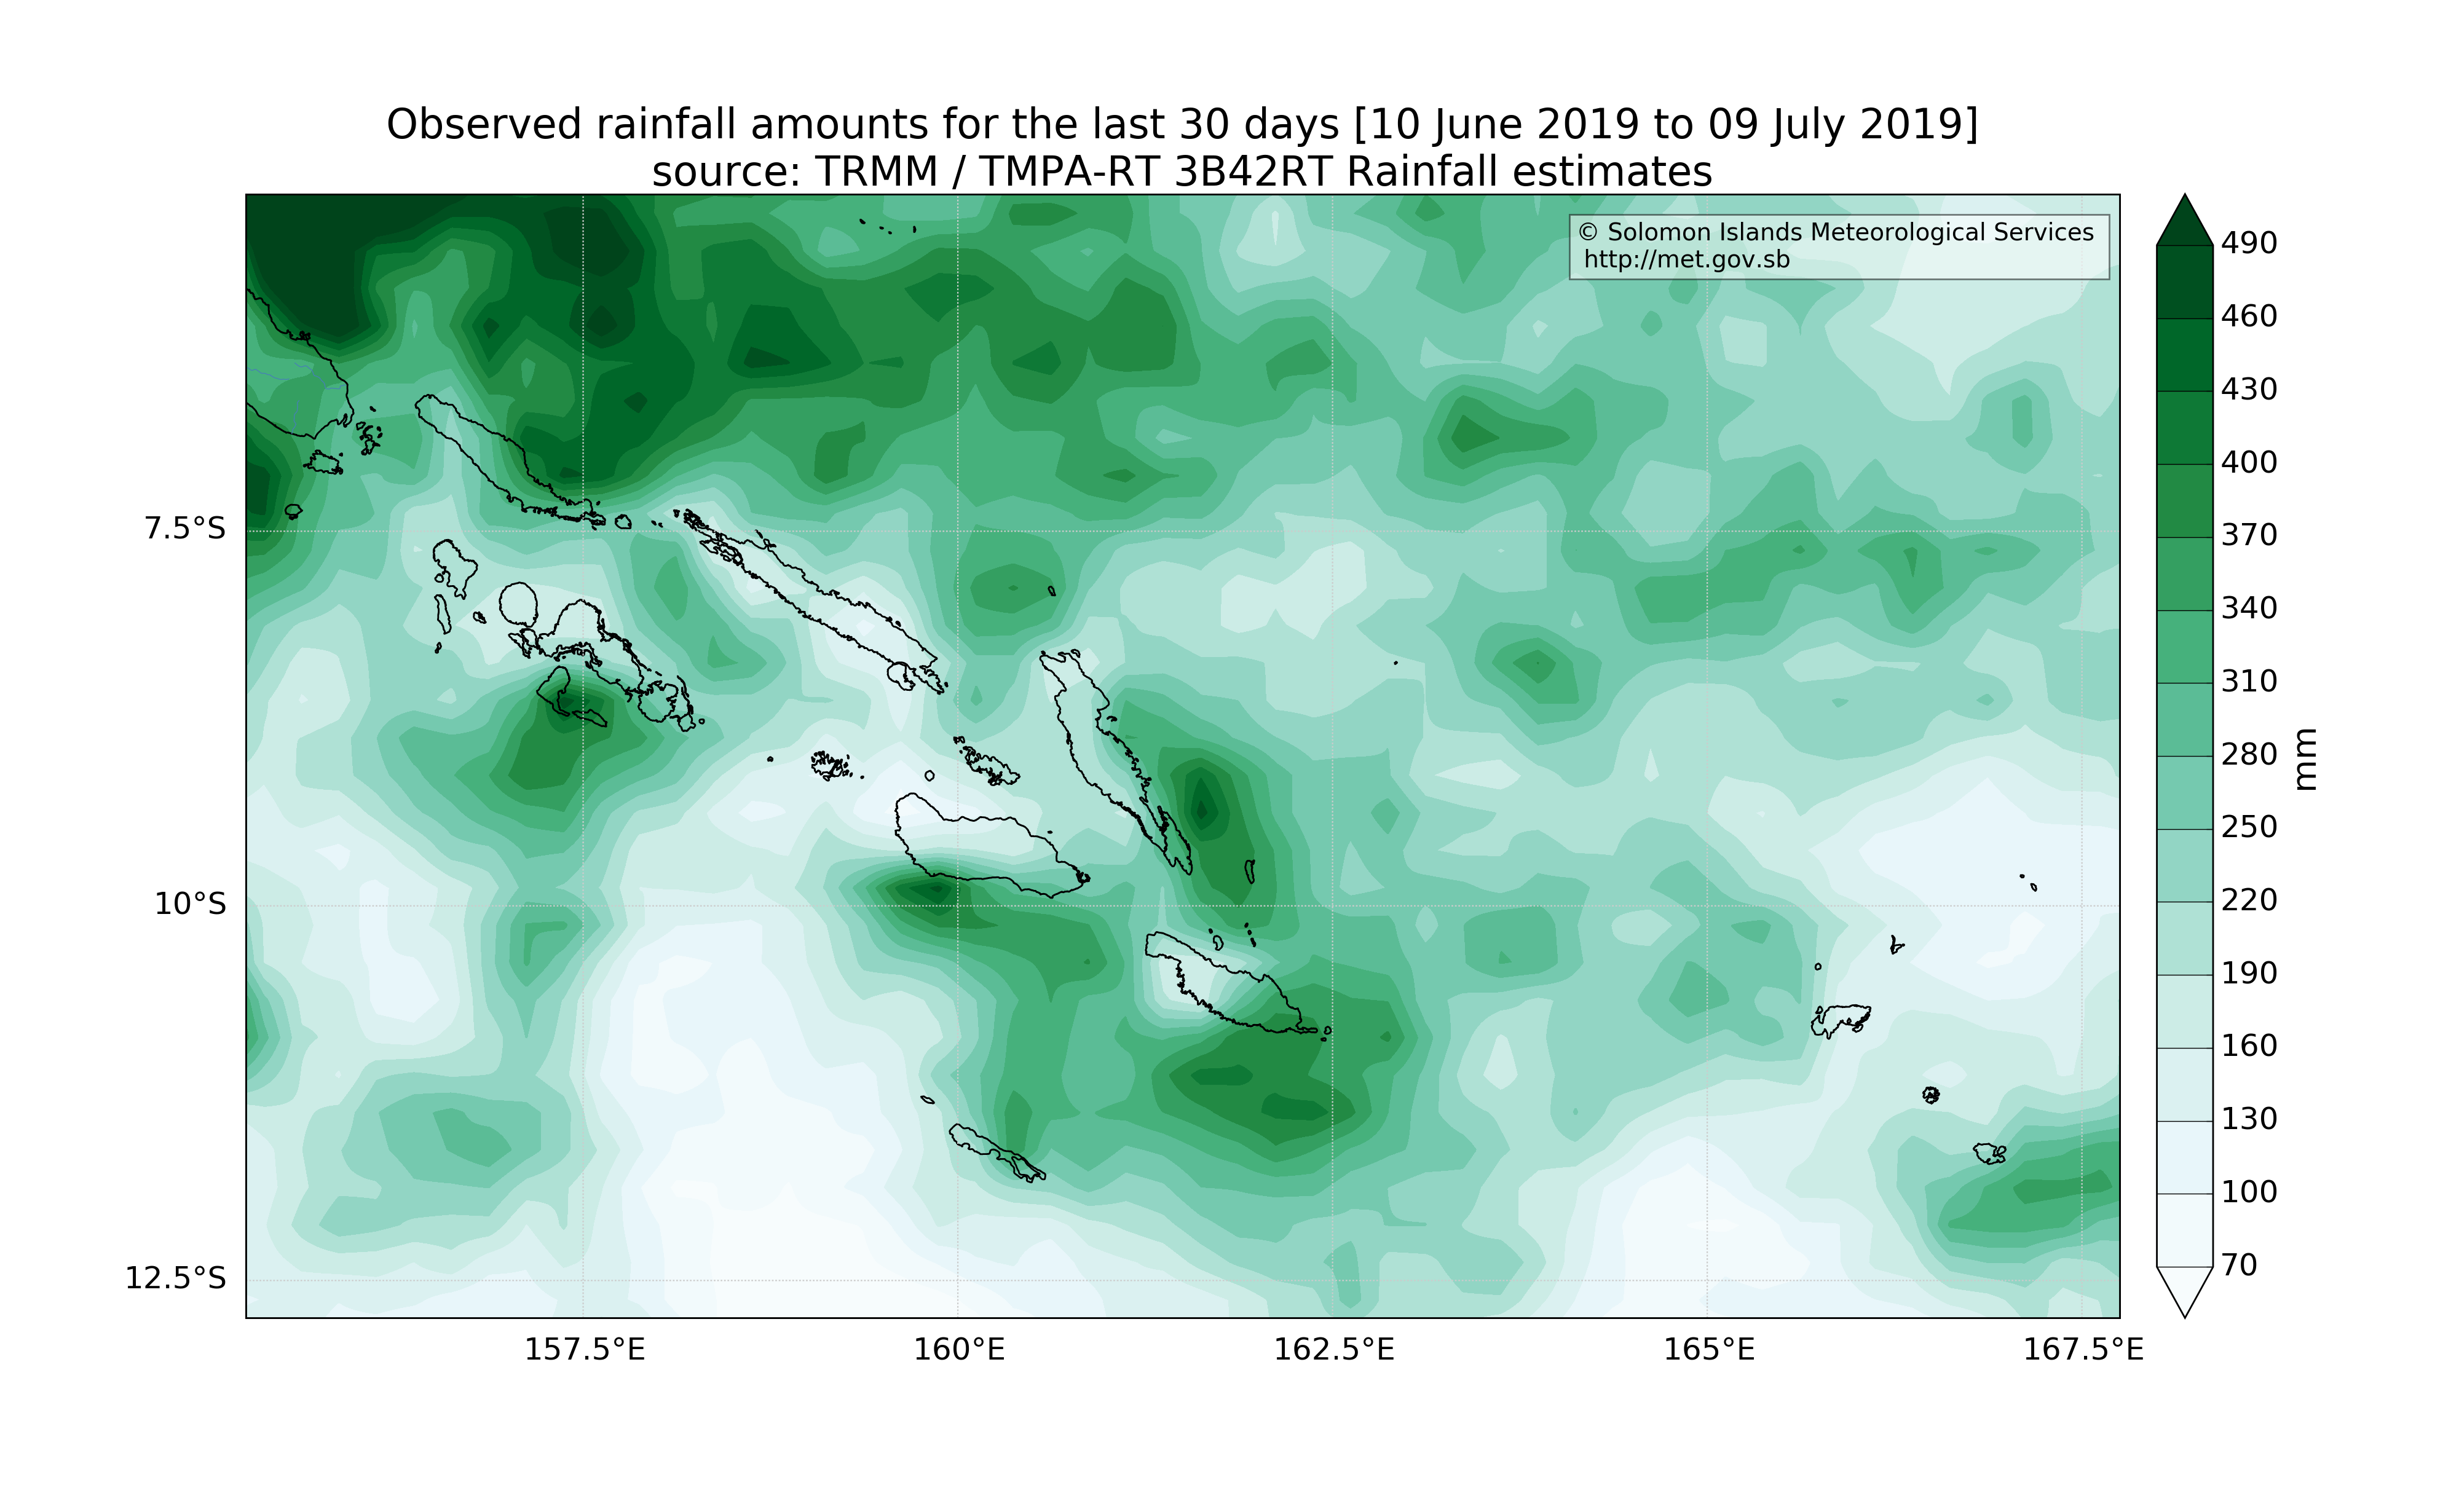 Observed rainfall amounts for the last 30 days [10 June 2019 to 09 July 2019]
source: TRMM / TMPA-RT 3B42RT Rainfall estimates
© Solomon Islands Meteorological Services
http://met.gov.sb
490
460
430
400
370
340
310
280
250
220
190
160
130
100
70
mm
7.5°S
10°S
12.5°S
157.5°E
160°E
162.5°E
165°E
167.5°E